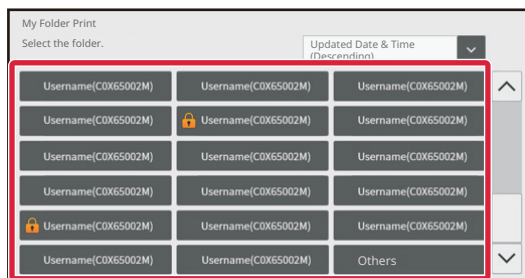 My Folder Print
Select the folder.
Updated Date & Time
(Descending)
Username(C0X65002M) Username(C0X65002M) Username(C0X65002M)
Username(C0X65002M) Username(C0X65002M) Username(C0X65002M)
Username(C0X65002M) Username(C0X65002M) Username(C0X65002M)
Username(C0X65002M) Username(C0X65002M) Username(C0X65002M)
Username(C0X65002M) Username(C0X65002M) Username(C0X65002M)
Username(C0X65002M) Username(C0X65002M) Others